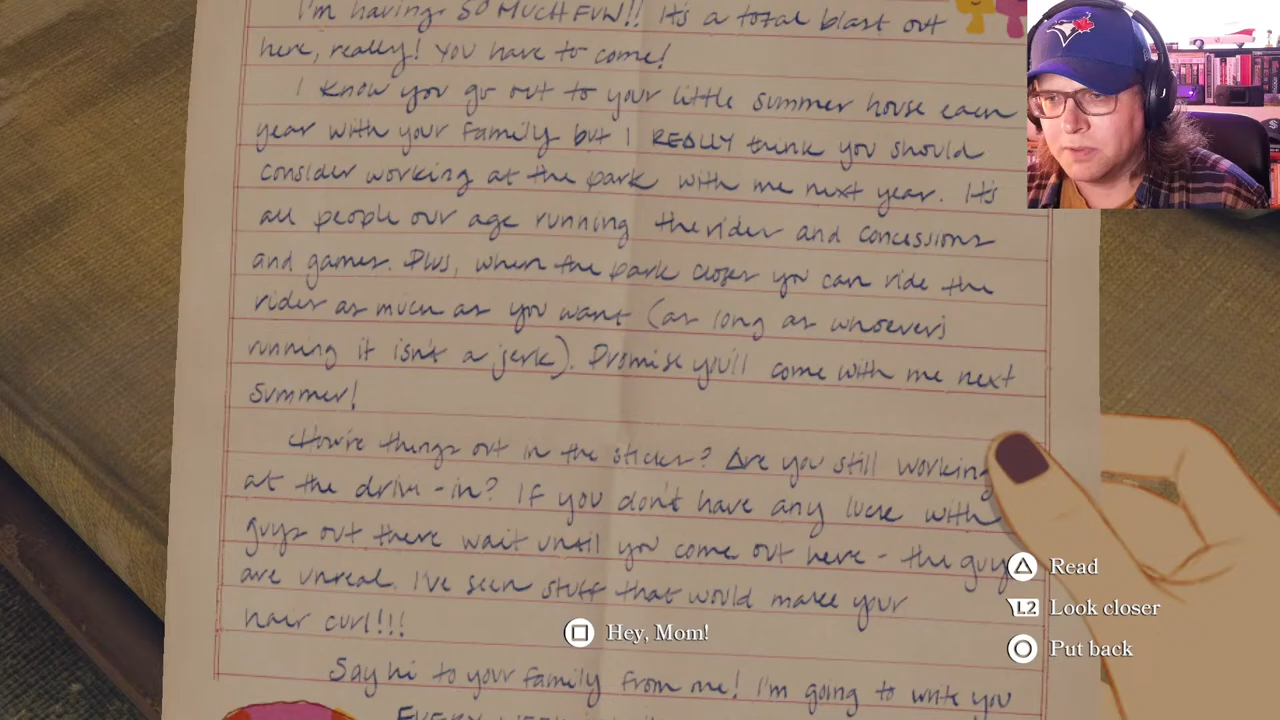 I'm having SO MUCH FUN!! It's a total blast out
here, really! You have to come!
I know you go out to your little summer house each
year with your family but I REALLY think you should
consider working at the park with me next year. It's
all people our age running the rides and concessions
and games. Plus, when the park closes you can ride the
rides as much as you want (as long as whoever's
running it isn't a jerk). Promise you'll come with me next
summer!
How're things out in the sticks? Are you still working
at the drive-in? If you don't have any luck with
guys out there wait until you come out here - the guys
are unreal. I've seen stuff that would make your
hair curl!!!
Say hi to your family from me! I'm going to write you
Read
Look closer
L2
Hey, Mom!
Put back